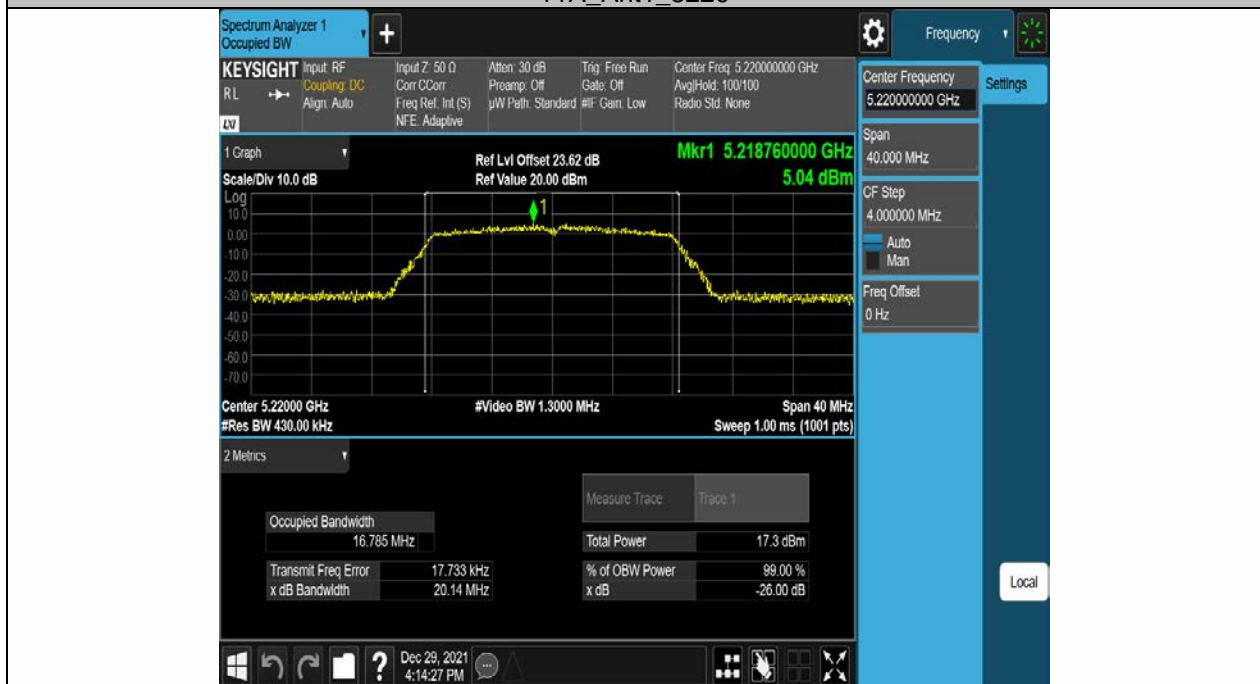 Spectrum Analyzer 1
Occupied BW
+
Frequency
KEYSIGHT
RL
LXI
Input: RF
Coupling: DC
Align: Auto
Input Z: 50 Ω
Corr CCorr
Freq Ref: Int (S)
NFE: Adaptive
Atten: 30 dB
Preamp: Off
µW Path: Standard
Trig: Free Run
Gate: Off
#IF Gain: Low
Center Freq: 5.220000000 GHz
Avg|Hold: 100/100
Radio Std: None
Center Frequency
5.220000000 GHz
Settings
Span
40.000 MHz
CF Step
4.000000 MHz
Auto
Man
Freq Offset
0 Hz
1 Graph
Scale/Div 10.0 dB
Ref Lvl Offset 23.62 dB
Ref Value 20.00 dBm
Mkr1 5.218760000 GHz
5.04 dBm
Log
10.0
0.00
-10.0
-20.0
-30.0
-40.0
-50.0
-60.0
-70.0
1
Center 5.22000 GHz
#Res BW 430.00 kHz
#Video BW 1.3000 MHz
Span 40 MHz
Sweep 1.00 ms (1001 pts)
2 Metrics
Measure Trace Trace 1
Occupied Bandwidth
16.785 MHz
Total Power 17.3 dBm
Transmit Freq Error 17.733 kHz
% of OBW Power 99.00 %
x dB Bandwidth 20.14 MHz
x dB -26.00 dB
Local
?
Dec 29, 2021
4:14:27 PM